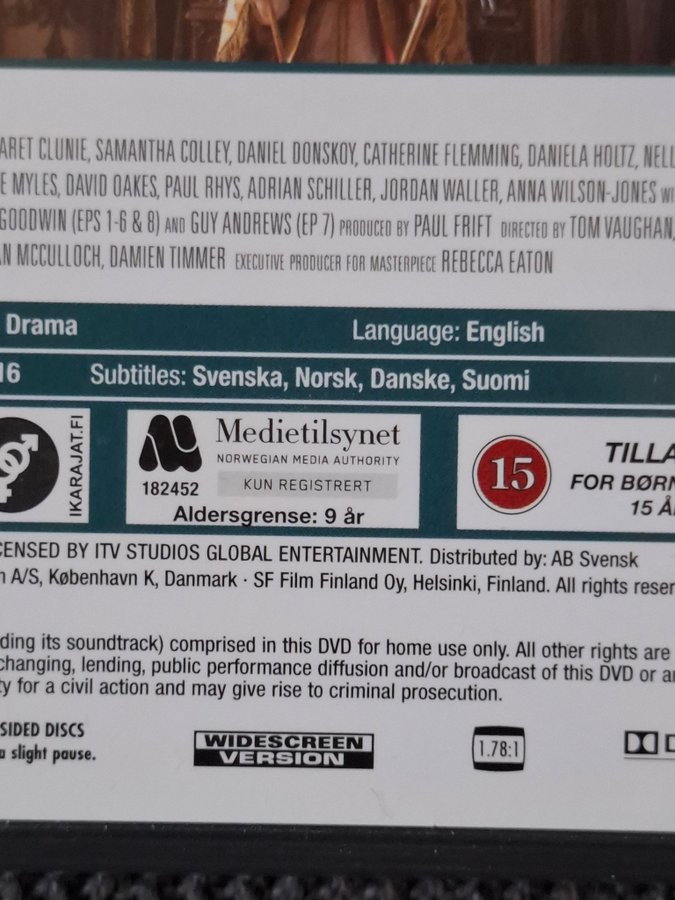 CLUNIE, SAMANTHA COLLEY, DANIEL DONSKOY, CATHERINE FLEMMING, DANIELA HOLTZ,
MYLES, DAVID OAKES, PAUL RHYS, ADRIAN SCHILLER, JORDAN WALLER, ANNA WILSON-JONES
GOODWIN (EPS 1-6 & 8) AND GUY ANDREWS (EP 7) PRODUCED BY PAUL FRIFT DIRECTED BY TOM VAUGHAN,
MCCULLOCH, DAMIEN TIMMER EXECUTIVE PRODUCER FOR MASTERPIECE REBECCA EATON
Drama Language: English
16 Subtitles: Svenska, Norsk, Danske, Suomi
IKARAJAT.FI
Medietilsynet
NORWEGIAN MEDIA AUTHORITY
182452 KUN REGISTRERT
Aldersgrense: 9 år
15
TILLA
FOR BØRN
15 Å
CENSED BY ITV STUDIOS GLOBAL ENTERTAINMENT. Distributed by: AB Svensk
A/S, København K, Danmark · SF Film Finland Oy, Helsinki, Finland. All rights reser
ding its soundtrack) comprised in this DVD for home use only. All other rights are
changing, lending, public performance diffusion and/or broadcast of this DVD or
for a civil action and may give rise to criminal prosecution.
SIDED DISCS
a slight pause.
WIDESCREEN
VERSION
1.78:1